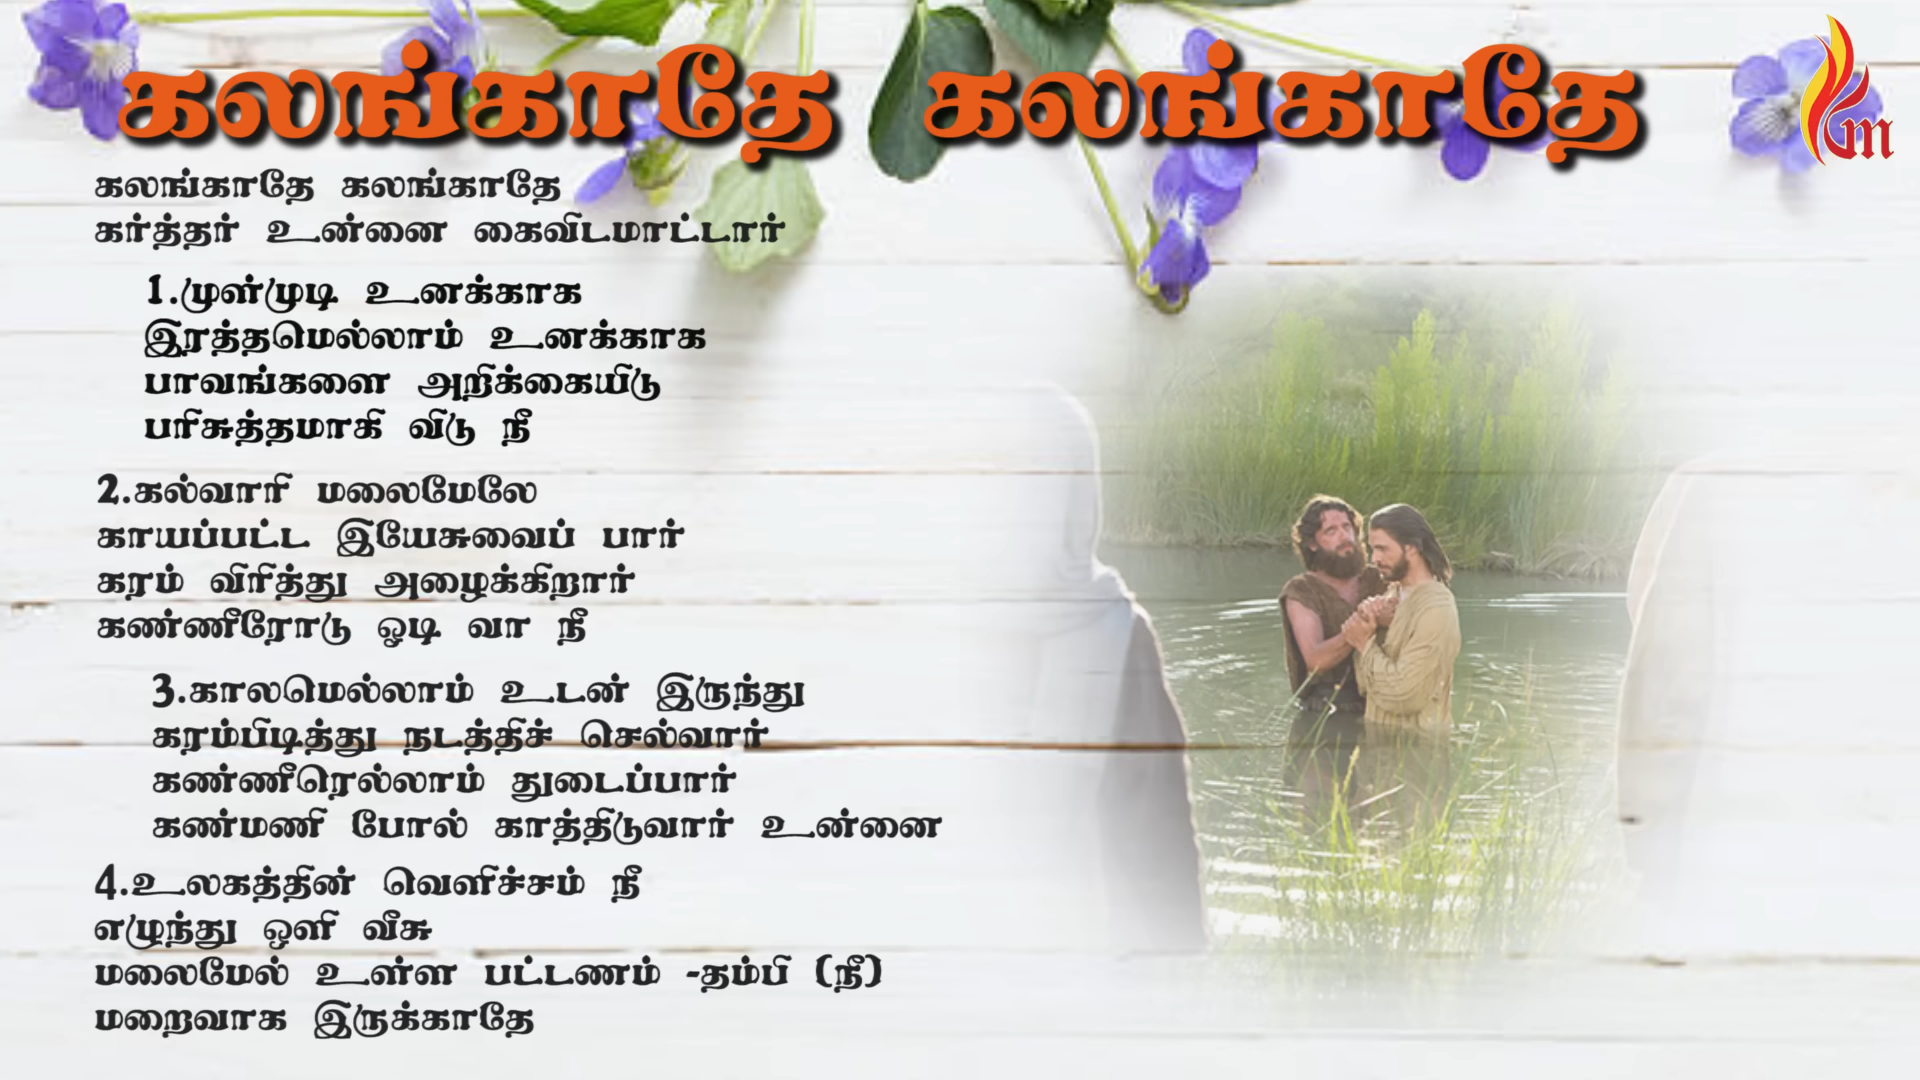 கலங்காதே கலங்காதே
கலங்காதே கலங்காதே
கர்த்தர் உன்னை கைவிடமாட்டார்
1.முள்முடி உனக்காக
இரத்தமெல்லாம் உனக்காக
பாவங்களை அறிக்கையிடு
பரிசுத்தமாகி விடு நீ
2.கல்வாரி மலைமேலே
காயப்பட்ட இயேசுவைப் பார்
கரம் விரித்து அழைக்கிறார்
கண்ணீரோடு ஓடி வா நீ
3.காலமெல்லாம் உடன் இருந்து
கரம்பிடித்து நடத்திச் செல்வார்
கண்ணீரெல்லாம் துடைப்பார்
கண்மணி போல் காத்திடுவார் உன்னை
4.உலகத்தின் வெளிச்சம் நீ
எழுந்து ஒளி வீசு
மலைமேல் உள்ள பட்டணம் -தம்பி (நீ)
மறைவாக இருக்காதே